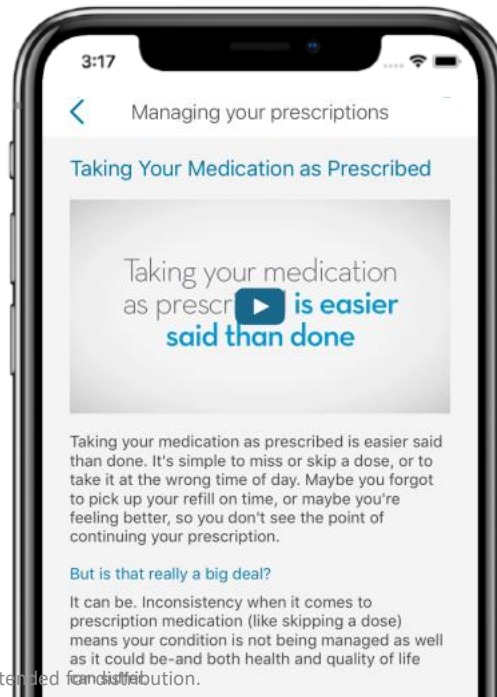 3:17
Managing your prescriptions
Taking Your Medication as Prescribed
Taking your medication
as is easier
said than done
Taking your medication as prescribed is easier said
than done. It's simple to miss or skip a dose, or to
take it at the wrong time of day. Maybe you forgot
to pick up your refill on time, or maybe you're
feeling better, so you don't see the point of
continuing your prescription.
But is that really a big deal?
It can be. Inconsistency when it comes to
prescription medication (like skipping a dose)
means your condition is not being managed as well
as it could be-and both health and quality of life
distribution.